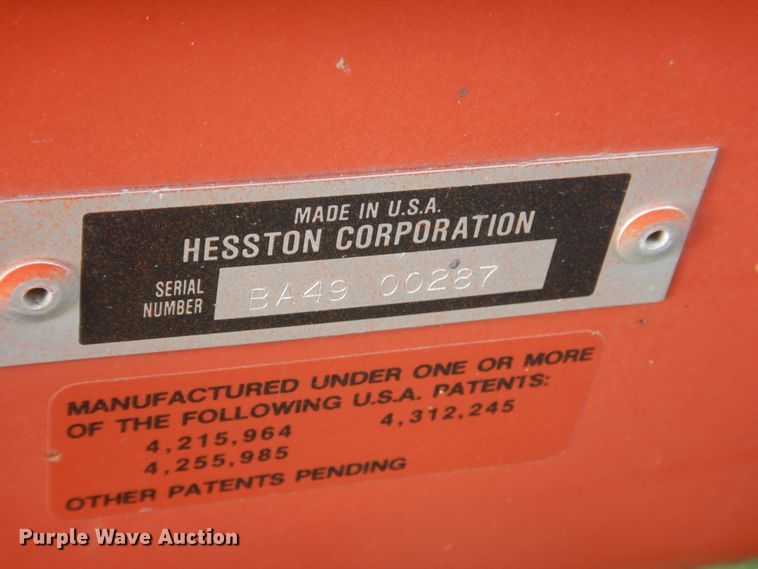 MADE IN U.S.A.
HESSTON CORPORATION
SERIAL NUMBER BA49 00287
MANUFACTURED UNDER ONE OR MORE
OF THE FOLLOWING U.S.A. PATENTS:
4,215,964 4,312,245
4,255,985
OTHER PATENTS PENDING
Purple Wave Auction